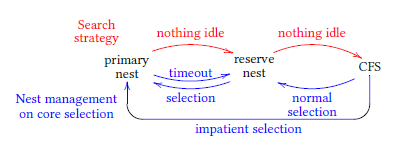 Search
strategy
nothing idle
nothing idle
primary
nest
reserve
nest
CFS
timeout
selection
normal
selection
Nest management
on core selection
impatient selection